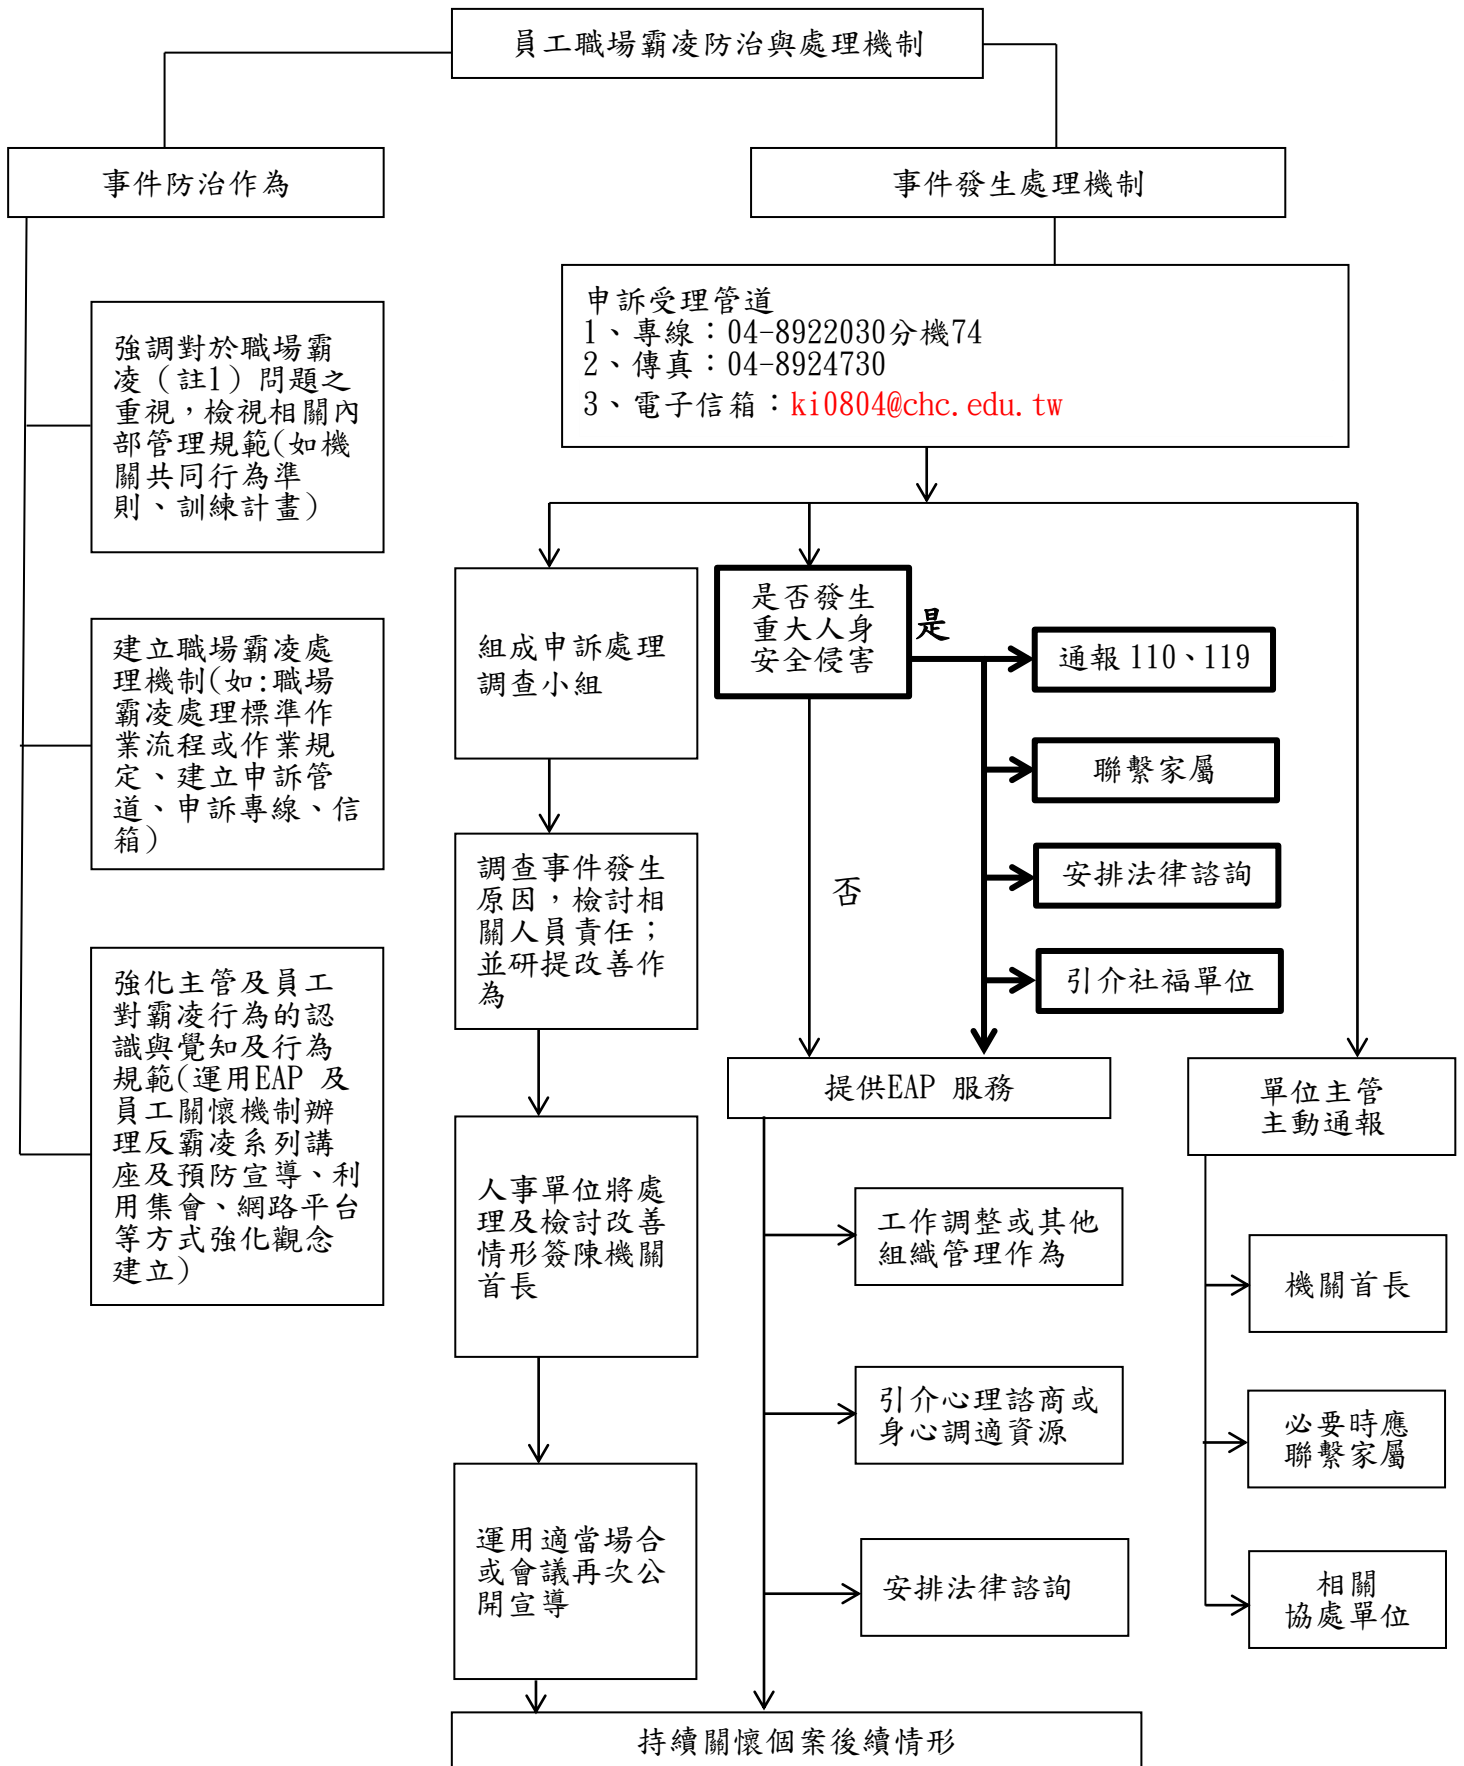 員工職場霸凌防治與處理機制
事件防治作為
事件發生處理機制
強調對於職場霸
凌（註1）問題之
重視，檢視相關內
部管理規範(如機
關共同行為準
則、訓練計畫)
建立職場霸凌處
理機制(如:職場
霸凌處理標準作
業流程或作業規
定、建立申訴管
道、申訴專線、信
箱)
強化主管及員工
對霸凌行為的認
識與覺知及行為
規範(運用EAP 及
員工關懷機制辦
理反霸凌系列講
座及預防宣導、利
用集會、網路平台
等方式強化觀念
建立)
申訴受理管道
1、專線：04-8922030分機74
2、傳真：04-8924730
3、電子信箱：ki0804@chc.edu.tw
組成申訴處理
調查小組
調查事件發生
原因，檢討相
關人員責任；
並研提改善作
為
人事單位將處
理及檢討改善
情形簽陳機關
首長
運用適當場合
或會議再次公
開宣導
是否發生
重大人身
安全侵害
是
否
通報 110、119
聯繫家屬
安排法律諮詢
引介社福單位
提供EAP 服務
工作調整或其他
組織管理作為
引介心理諮商或
身心調適資源
安排法律諮詢
單位主管
主動通報
機關首長
必要時應
聯繫家屬
相關
協處單位
持續關懷個案後續情形